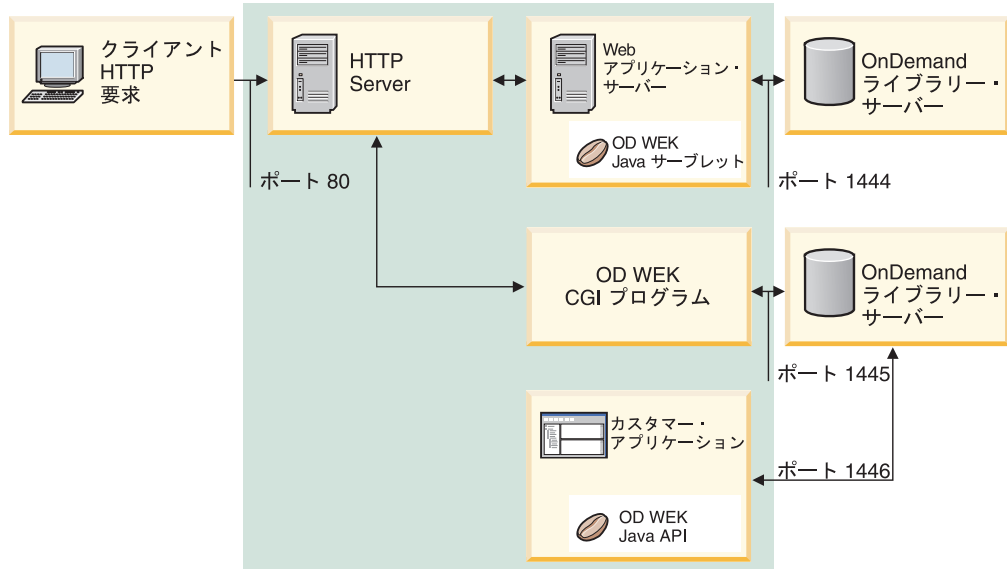 クライアント
HTTP
要求
HTTP
Server
Web
アプリケーション・
サーバー
OD WEK
Java サーブレット
OnDemand
ライブラリー・
サーバー
ポート 80
ポート 1444
OD WEK
CGI プログラム
OnDemand
ライブラリー・
サーバー
ポート 1445
カスタマー・
アプリケーション
OD WEK
Java API
ポート 1446